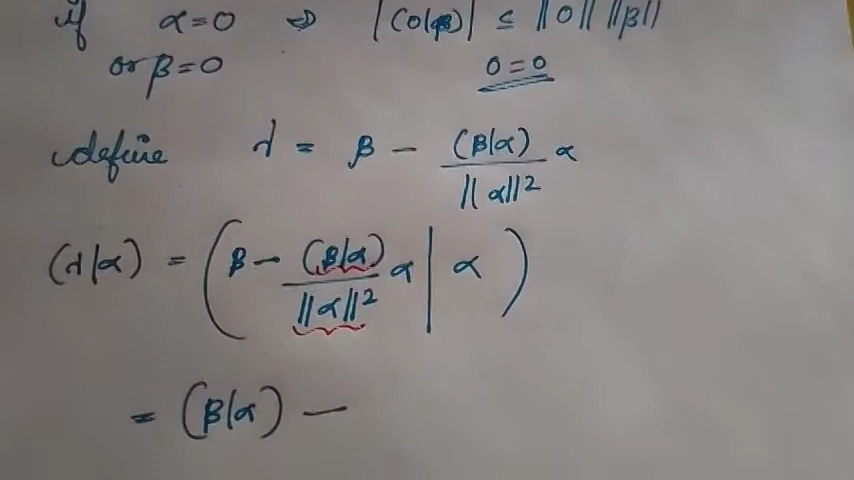 if α=0 ⇒ |(0|β)| ≤ ||0|| ||β||
or β=0 0=0
define γ = β - (β|α)/||α||² α
(γ|α) = ( β - (β|α)/||α||² α | α )
= (β|α) -